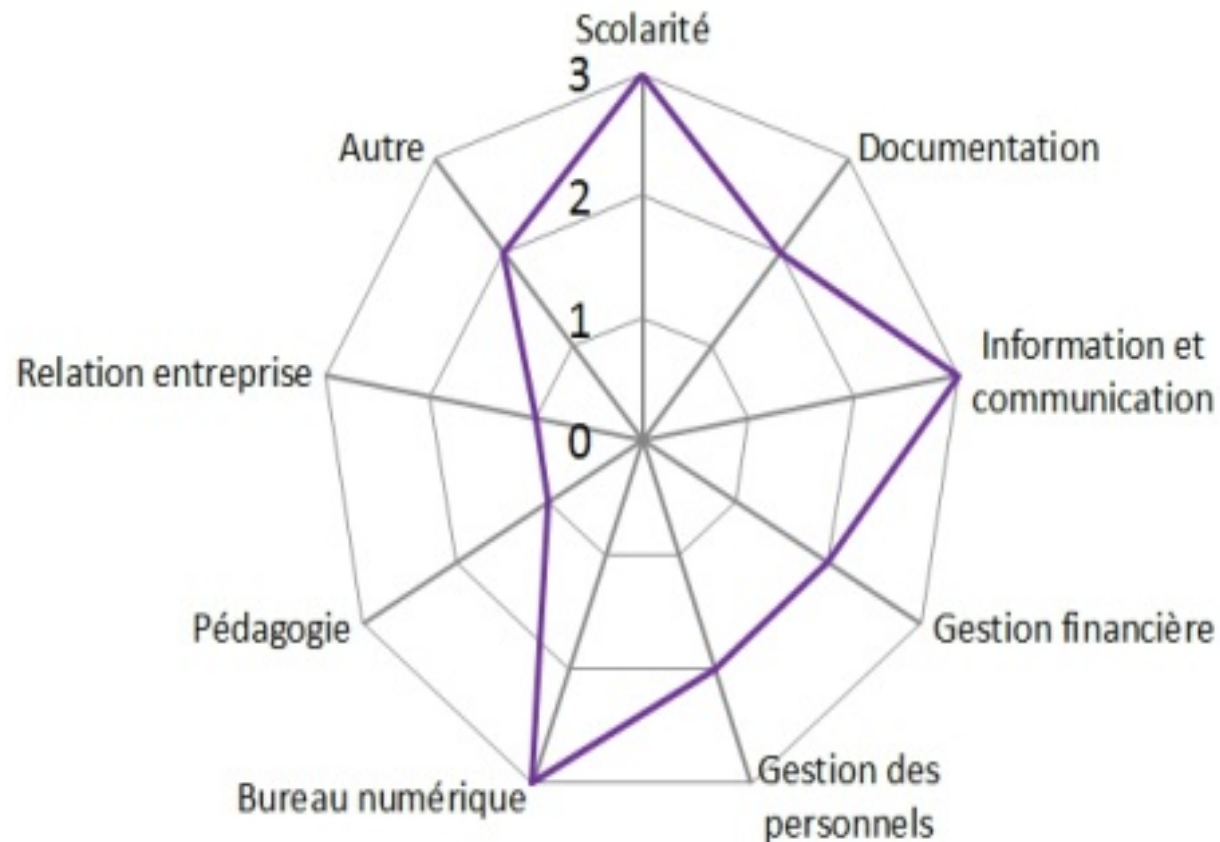 Scolarité
3
Autre
Documentation
2
1
Information et
communication
Relation entreprise
0
Pédagogie
Gestion financière
Gestion des
personnels
Bureau numérique